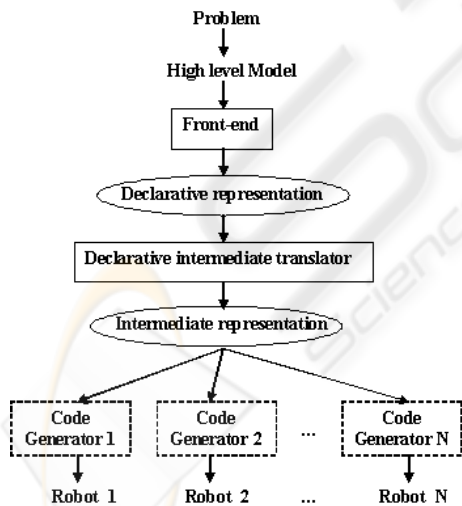 Problem
High level Model
Front-end
Declarative representation
Declarative intermediate translator
Intermediate representation
Code
Generator 1
Code
Generator 2
...
Code
Generator N
Robot 1
Robot 2
...
Robot N